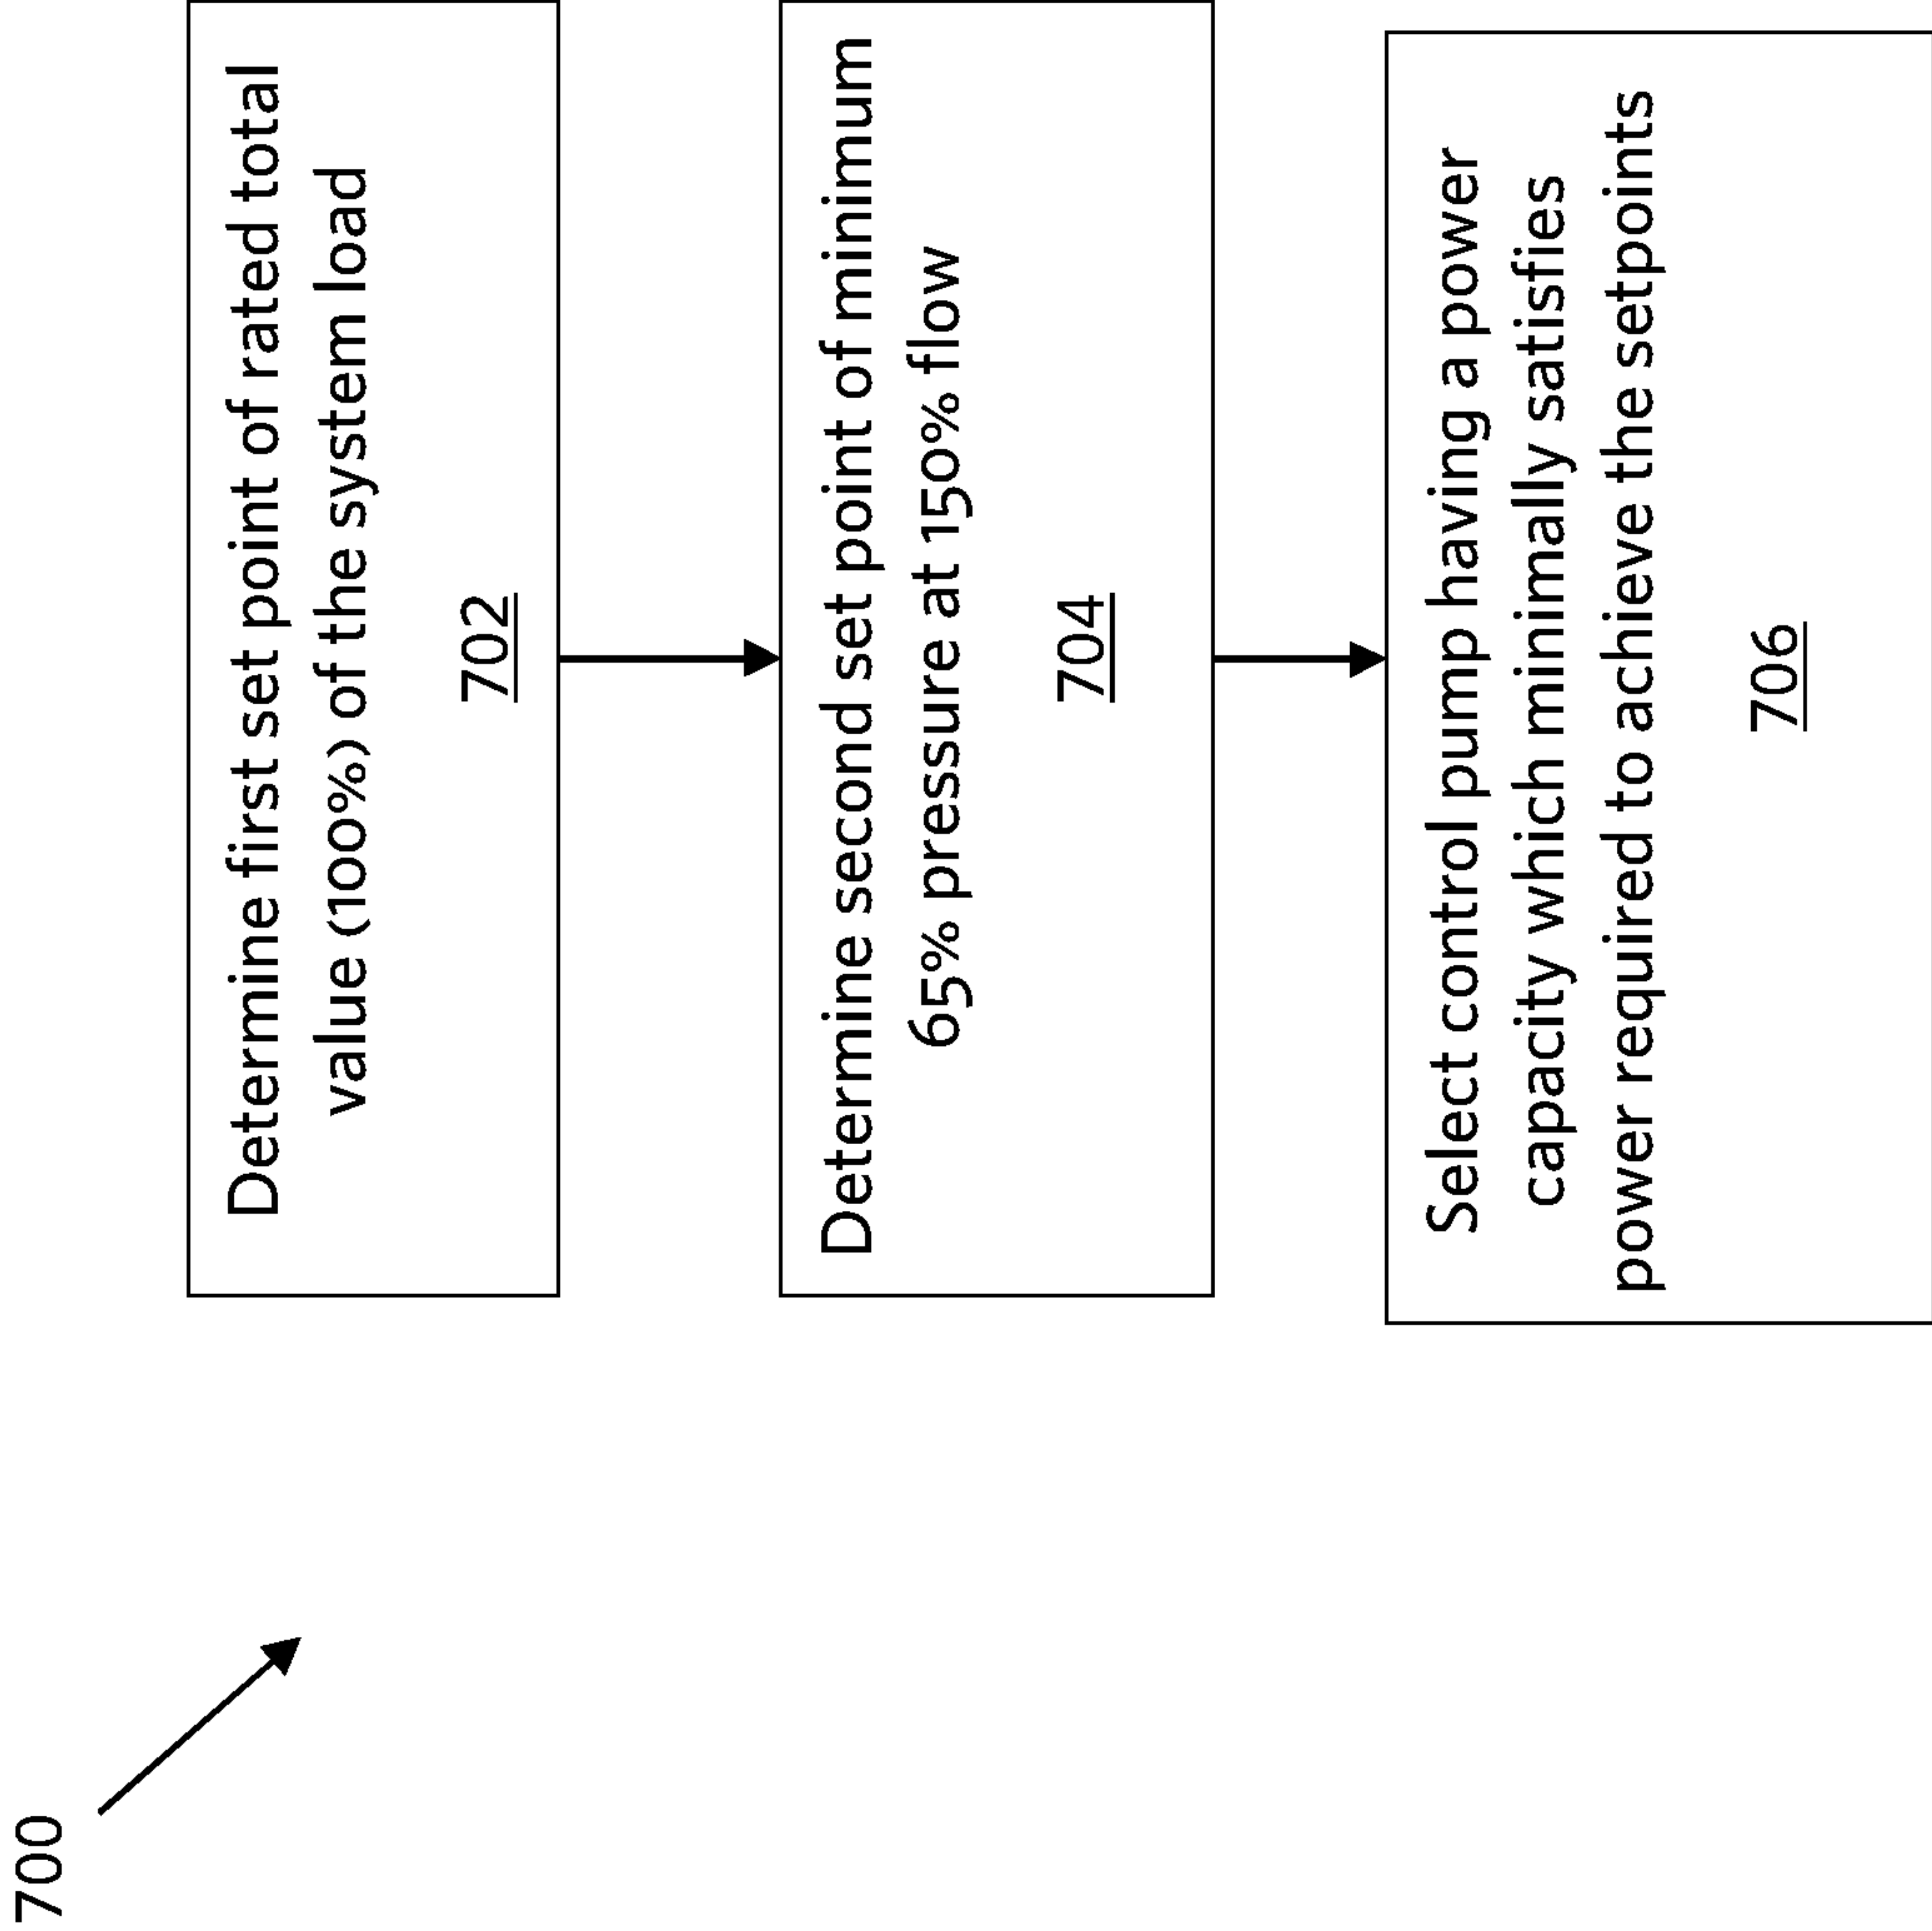 700
Determine first set point of rated total
value (100%) of the system load
702
Determine second set point of minimum
65% pressure at 150% flow
704
Select control pump having a power
capacity which minimally satisfies
power required to achieve the setpoints
706